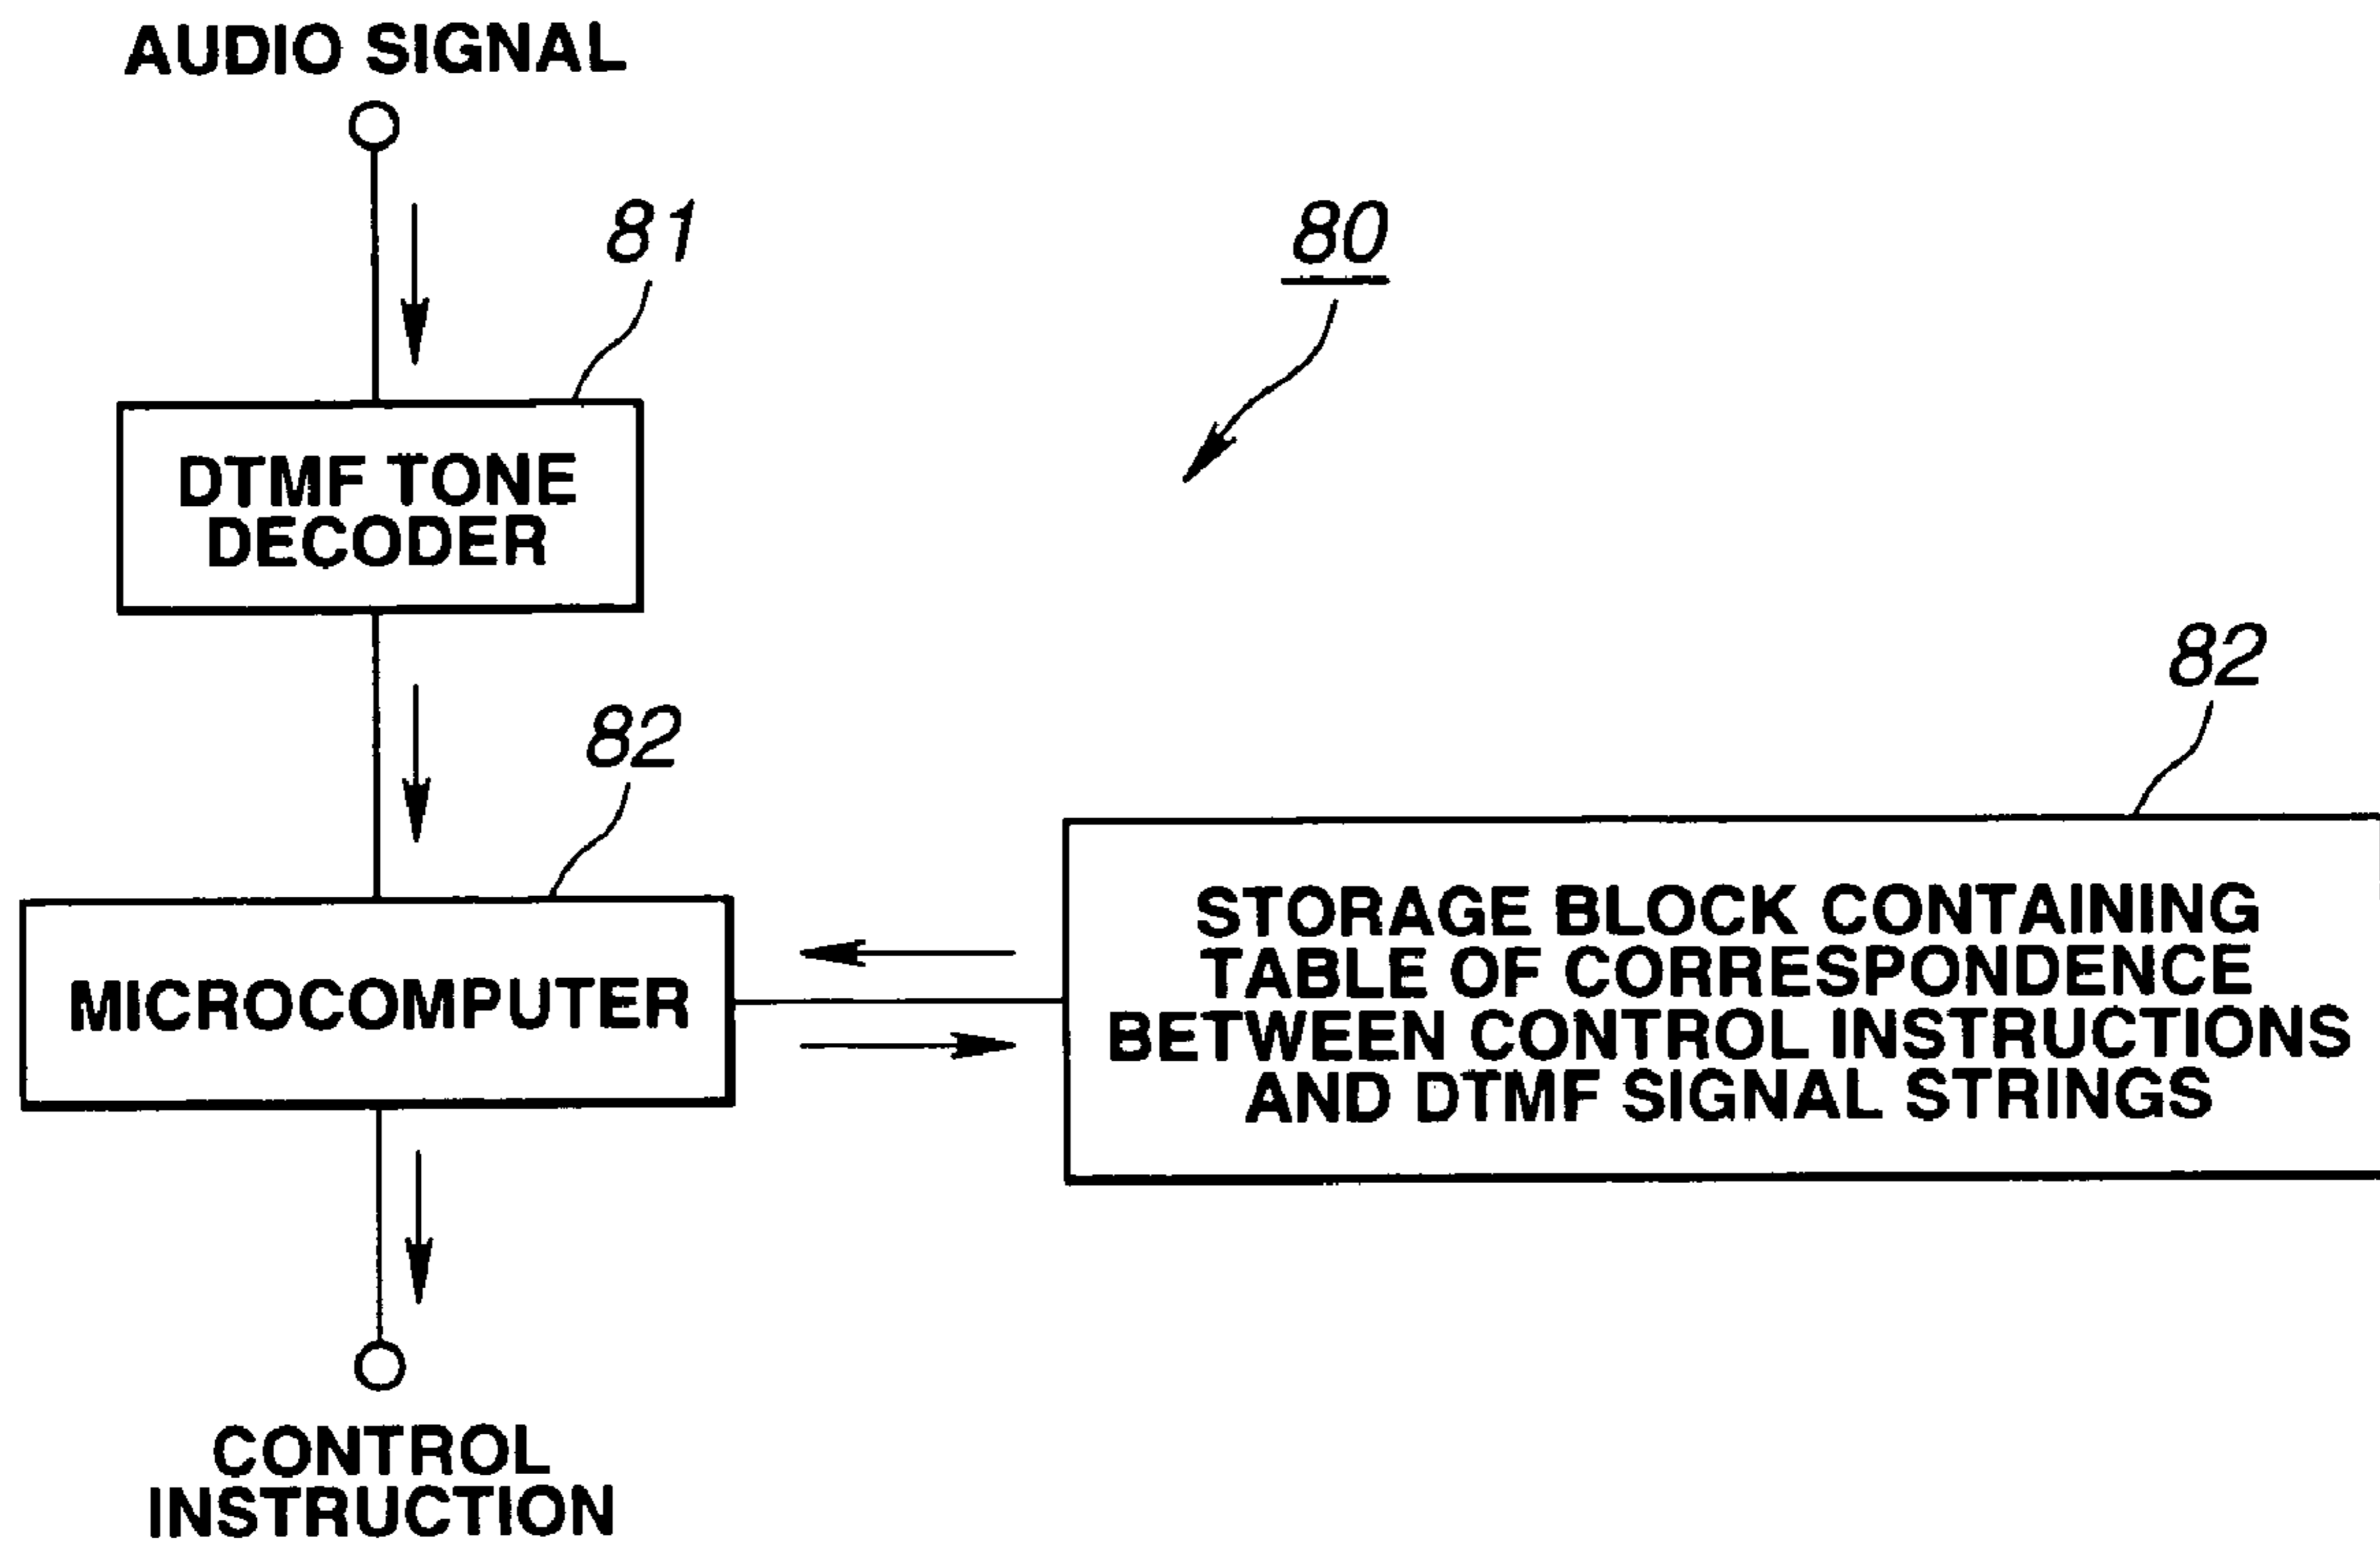 AUDIO SIGNAL
81
80
DTMF TONE
DECODER
82
82
MICROCOMPUTER
STORAGE BLOCK CONTAINING
TABLE OF CORRESPONDENCE
BETWEEN CONTROL INSTRUCTIONS
AND DTMF SIGNAL STRINGS
CONTROL
INSTRUCTION